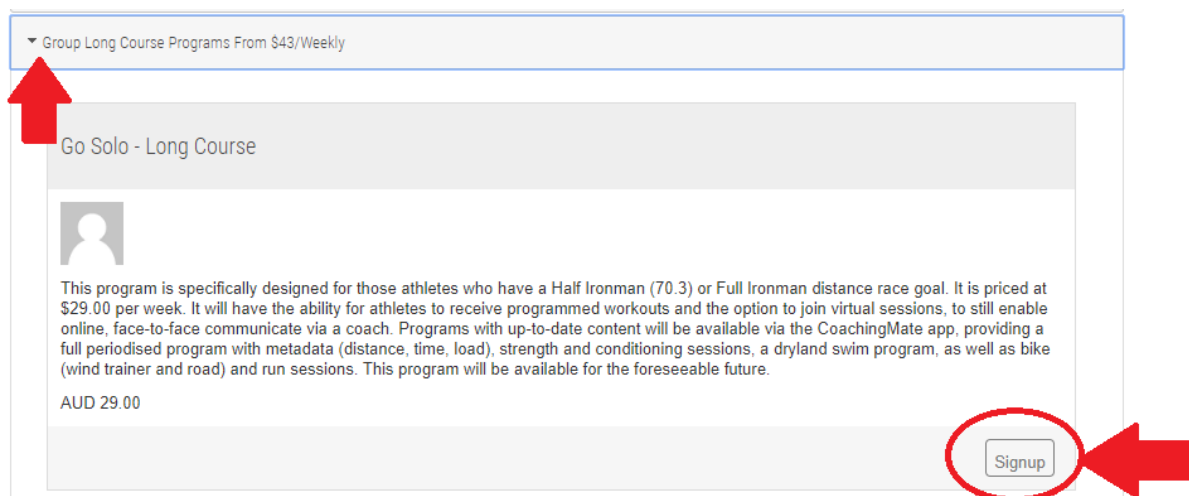 Group Long Course Programs From $43/Weekly
Go Solo - Long Course
This program is specifically designed for those athletes who have a Half Ironman (70.3) or Full Ironman distance race goal. It is priced at
$29.00 per week. It will have the ability for athletes to receive programmed workouts and the option to join virtual sessions, to still enable
online, face-to-face communicate via a coach. Programs with up-to-date content will be available via the CoachingMate app, providing a
full periodised program with metadata (distance, time, load), strength and conditioning sessions, a dryland swim program, as well as bike
(wind trainer and road) and run sessions. This program will be available for the foreseeable future.
AUD 29.00
Signup